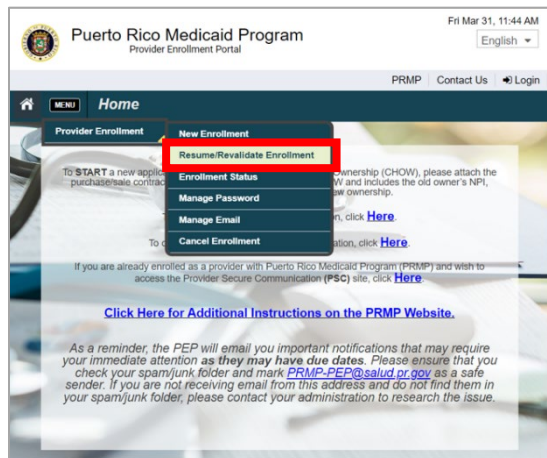 Fri Mar 31, 11:44 AM
Puerto Rico Medicaid Program
Provider Enrollment Portal
English
PRMP Contact Us Login
MENU Home
Provider Enrollment
New Enrollment
Resume/Revalidate Enrollment
Enrollment Status
Manage Password
Manage Email
Cancel Enrollment
To START a new applic Ownership (CHOW), please attach the
purchase/sale contrac W and includes the old owner's NPI,
ew ownership.
n, click Here.
To c ation, click Here.
If you are already enrolled as a provider with Puerto Rico Medicaid Program (PRMP) and wish to
access the Provider Secure Communication (PSC) site, click Here.
Click Here for Additional Instructions on the PRMP Website.
As a reminder, the PEP will email you important notifications that may require
your immediate attention as they may have due dates. Please ensure that you
check your spam/junk folder and mark PRMP-PEP@salud.pr.gov as a safe
sender. If you are not receiving email from this address and do not find them in
your spam/junk folder, please contact your administration to research the issue.